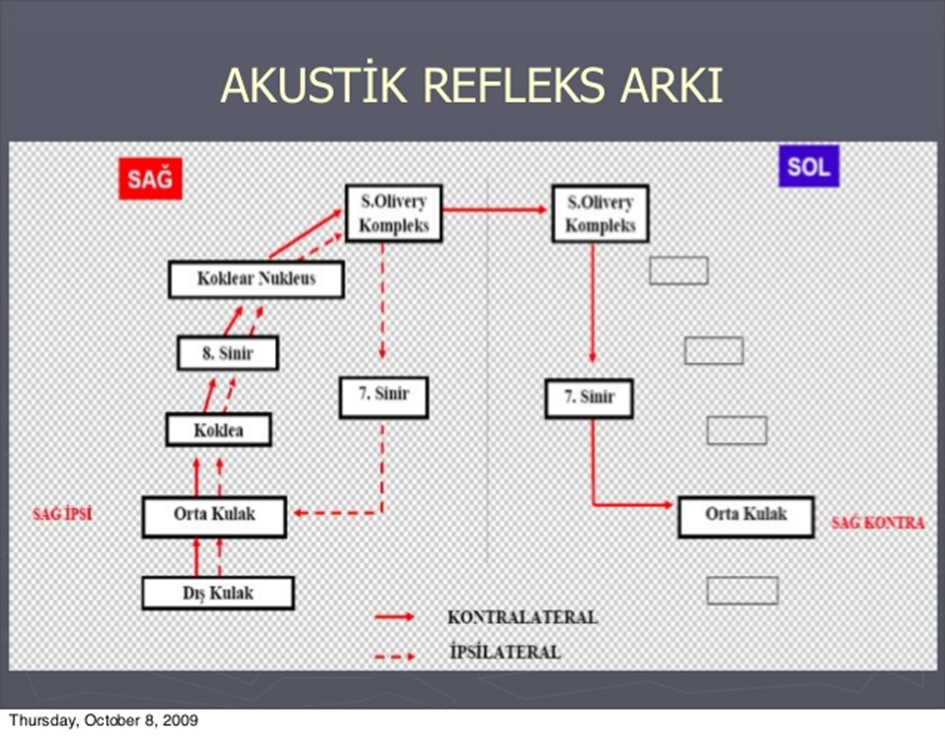 AKUSTİK REFLEKS ARKI
SAĞ
SOL
S.Olivery
Kompleks
S.Olivery
Kompleks
Koklear Nukleus
8. Sinir
7. Sinir
7. Sinir
Koklea
SAĞ İPSİ
Orta Kulak
Orta Kulak
SAĞ KONTRA
Dış Kulak
KONTRALATERAL
İPSİLATERAL
Thursday, October 8, 2009